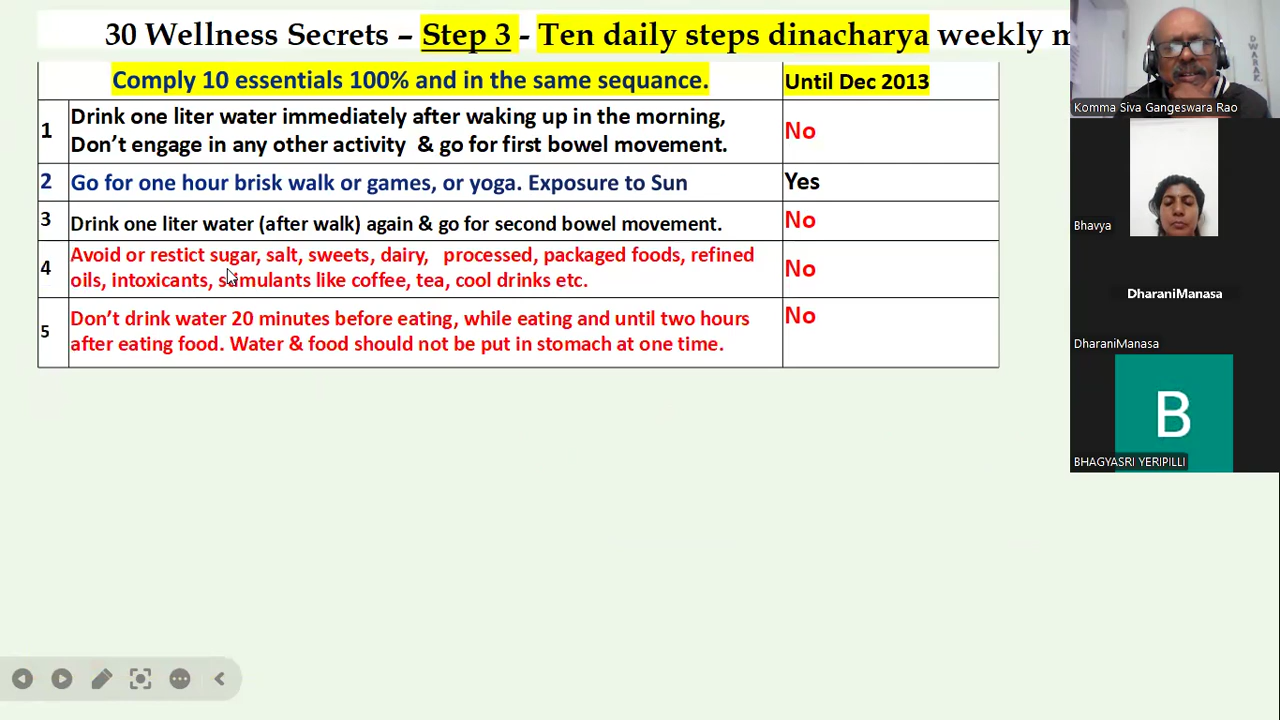 30 Wellness Secrets – Step 3 - Ten daily steps dinacharya weekly m
Comply 10 essentials 100% and in the same sequance.
Until Dec 2013
1
Drink one liter water immediately after waking up in the morning,
Don't engage in any other activity & go for first bowel movement.
No
2
Go for one hour brisk walk or games, or yoga. Exposure to Sun
Yes
3
Drink one liter water (after walk) again & go for second bowel movement.
No
4
Avoid or restict sugar, salt, sweets, dairy, processed, packaged foods, refined
oils, intoxicants, stimulants like coffee, tea, cool drinks etc.
No
5
Don't drink water 20 minutes before eating, while eating and until two hours
after eating food. Water & food should not be put in stomach at one time.
No
DWARAK
Komma Siva Gangeswara Rao
Bhavya
DharaniManasa
DharaniManasa
B
BHAGYASRI YERIPILLI